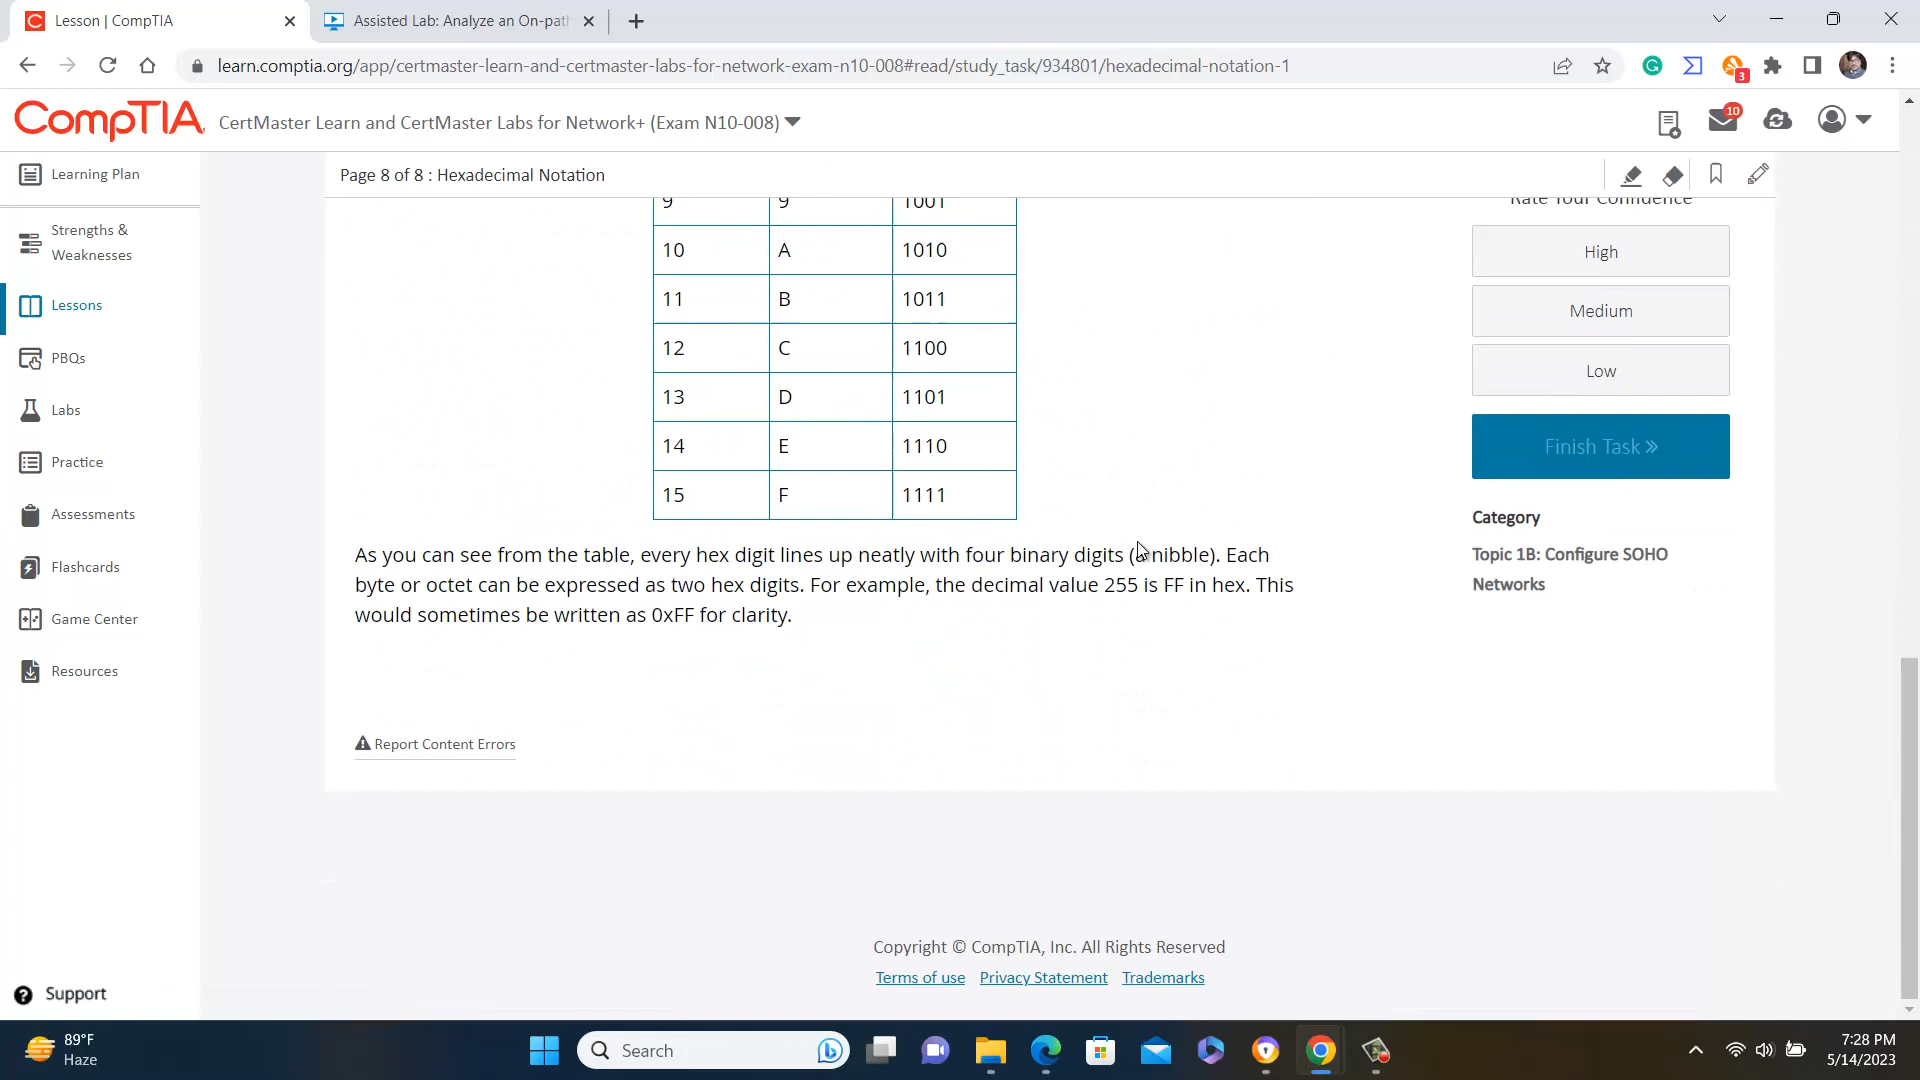 Lesson | CompTIA
Assisted Lab: Analyze an On-path
learn.comptia.org/app/certmaster-learn-and-certmaster-labs-for-network-exam-n10-008#read/study_task/934801/hexadecimal-notation-1
3
CompTIA. CertMaster Learn and CertMaster Labs for Network+ (Exam N10-008)
10
Learning Plan
Strengths &
Weaknesses
Lessons
PBQs
Labs
Practice
Assessments
Flashcards
Game Center
Resources
Support
Page 8 of 8 : Hexadecimal Notation
9 9 1001
10 A 1010
11 B 1011
12 C 1100
13 D 1101
14 E 1110
15 F 1111
As you can see from the table, every hex digit lines up neatly with four binary digits (a nibble). Each
byte or octet can be expressed as two hex digits. For example, the decimal value 255 is FF in hex. This
would sometimes be written as 0xFF for clarity.
Report Content Errors
Rate Your Confidence
High
Medium
Low
Finish Task »
Category
Topic 1B: Configure SOHO
Networks
Copyright © CompTIA, Inc. All Rights Reserved
Terms of use Privacy Statement Trademarks
89°F
Haze
Search
7:28 PM
5/14/2023